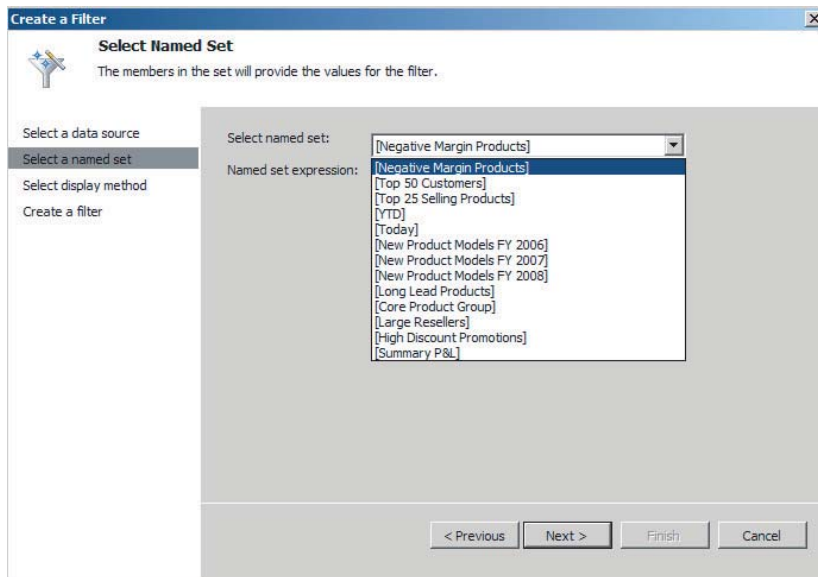 Create a Filter
Select Named Set
The members in the set will provide the values for the filter.
Select a data source
Select a named set
Select display method
Create a filter
Select named set:
[Negative Margin Products]
Named set expression:
[Negative Margin Products]
[Top 50 Customers]
[Top 25 Selling Products]
[YTD]
[Today]
[New Product Models FY 2006]
[New Product Models FY 2007]
[New Product Models FY 2008]
[Long Lead Products]
[Core Product Group]
[Large Resellers]
[High Discount Promotions]
[Summary P&L]
< Previous
Next >
Finish
Cancel